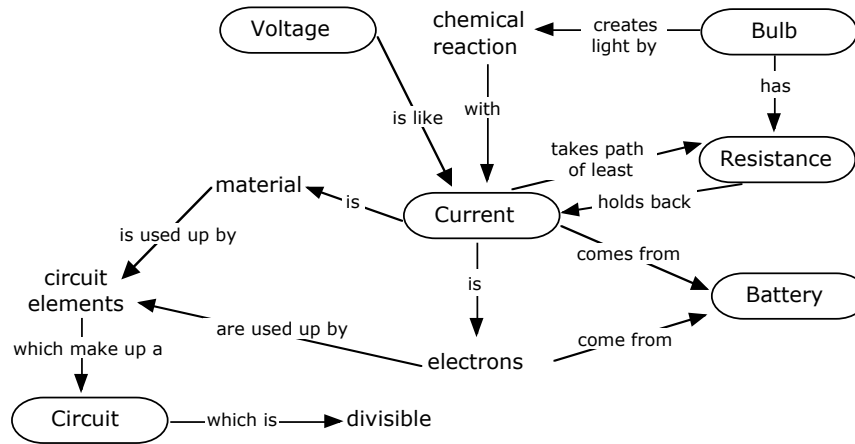 Voltage
chemical
reaction
creates
light by
Bulb
has
is like
with
takes path
of least
Resistance
material
is
Current
holds back
is used up by
comes from
circuit
elements
is
Battery
are used up by
come from
which make up a
electrons
Circuit
which is
divisible